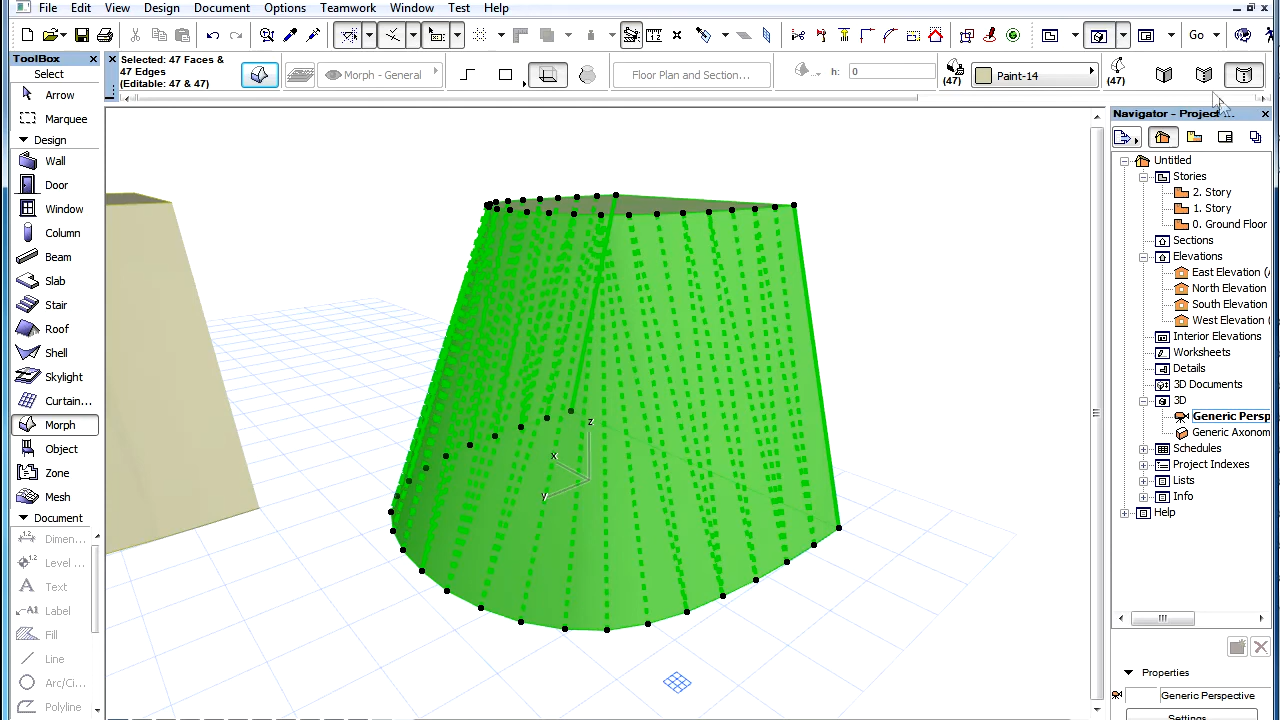 File Edit View Design Document Options Teamwork Window Test Help
Go
ToolBox
Select
Arrow
Marquee
Design
Wall
Door
Window
Column
Beam
Slab
Stair
Roof
Shell
Skylight
Curtain...
Morph
Object
Zone
Mesh
Document
Dimen...
Level ...
Text
A1 Label
Fill
Line
Arc/Ci...
Polyline
Selected: 47 Faces &
47 Edges
(Editable: 47 & 47)
Morph - General
Floor Plan and Section...
h: 0
(47)
Paint-14
(47)
z
x
y
Navigator - Project ...
Untitled
Stories
2. Story
1. Story
0. Ground Floor
Sections
Elevations
East Elevation (
North Elevation
South Elevation
West Elevation (
Interior Elevations
Worksheets
Details
3D Documents
3D
Generic Persp
Generic Axonom
Schedules
Project Indexes
Lists
Info
Help
Properties
Generic Perspective
Settings...